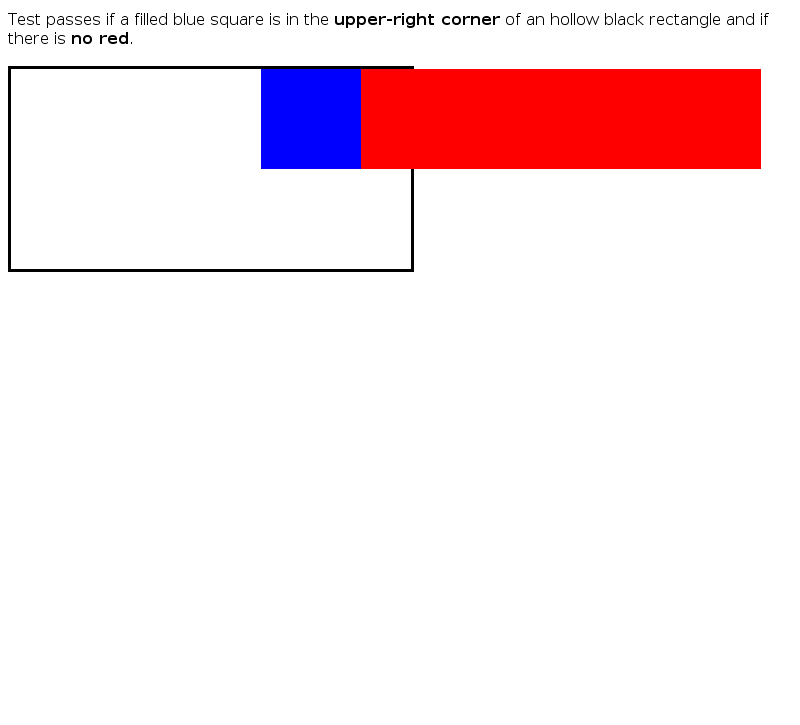 Test passes if a filled blue square is in the upper-right corner of an hollow black rectangle and if
there is no red.